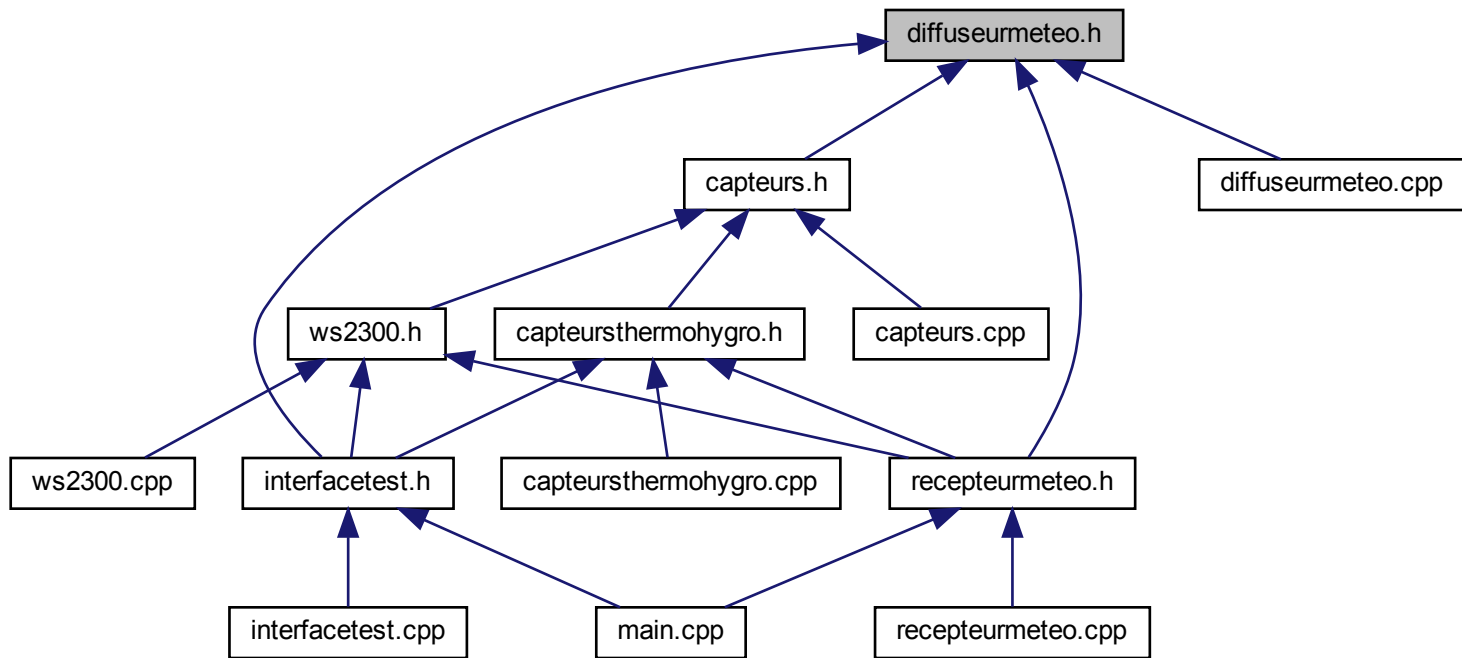 diffuseurmeteo.h
capteurs.h
diffuseurmeteo.cpp
ws2300.h
capteursthermohygro.h
capteurs.cpp
ws2300.cpp
interfacetest.h
capteursthermohygro.cpp
recepteurmeteo.h
interfacetest.cpp
main.cpp
recepteurmeteo.cpp